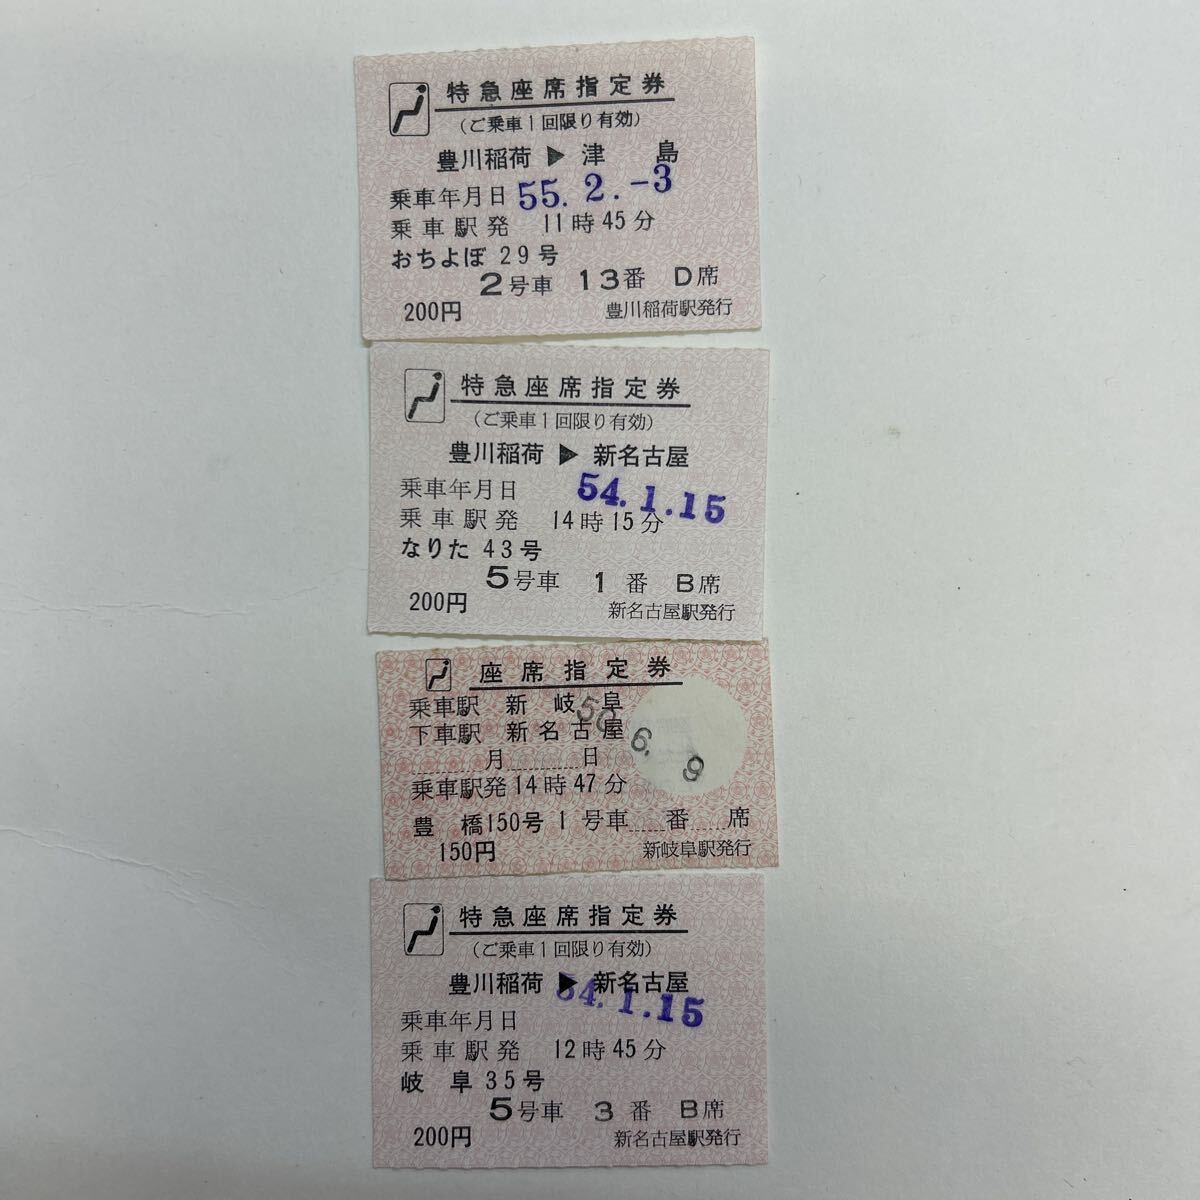 特急座席指定券
(ご乗車1回限り有効)
豊川稲荷▶津島
乗車年月日 55.2.-3
乗車駅発 11時45分
おちよぼ 29号
2号車 13番 D席
200円 豊川稲荷駅発行
特急座席指定券
(ご乗車1回限り有効)
豊川稲荷▶新名古屋
乗車年月日 54.1.15
乗車駅発 14時15分
なりた 43号
5号車 1番 B席
200円 新名古屋駅発行
座席指定券
乗車駅 新岐阜
下車駅 新名古屋
50.6.9
月 日
乗車駅発14時47分
豊橋150号 1号車 番 席
150円 新岐阜駅発行
特急座席指定券
(ご乗車1回限り有効)
豊川稲荷▶新名古屋
54.1.15
乗車年月日
乗車駅発 12時45分
岐阜 35号
5号車 3番 B席
200円 新名古屋駅発行